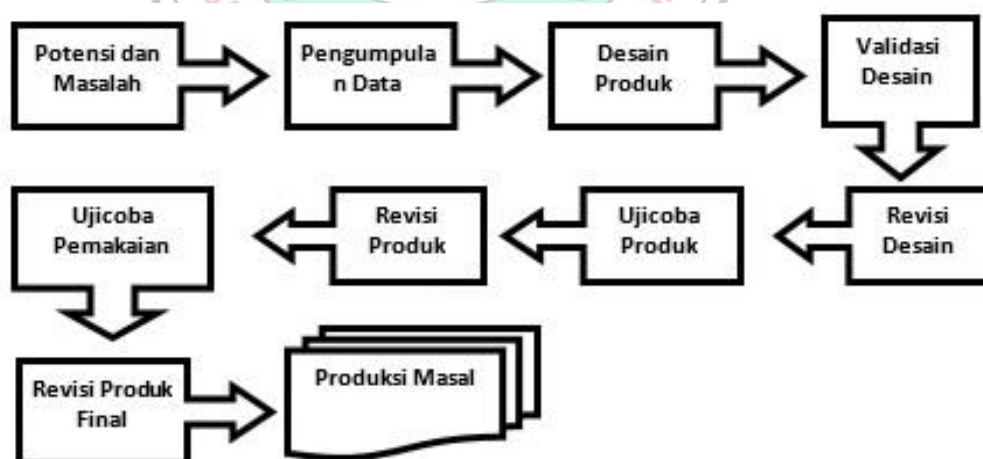 Potensi dan
Masalah
Pengumpula
n Data
Desain
Produk
Validasi
Desain
Revisi
Desain
Ujicoba
Produk
Revisi
Produk
Ujicoba
Pemakaian
Revisi Produk
Final
Produksi Masal